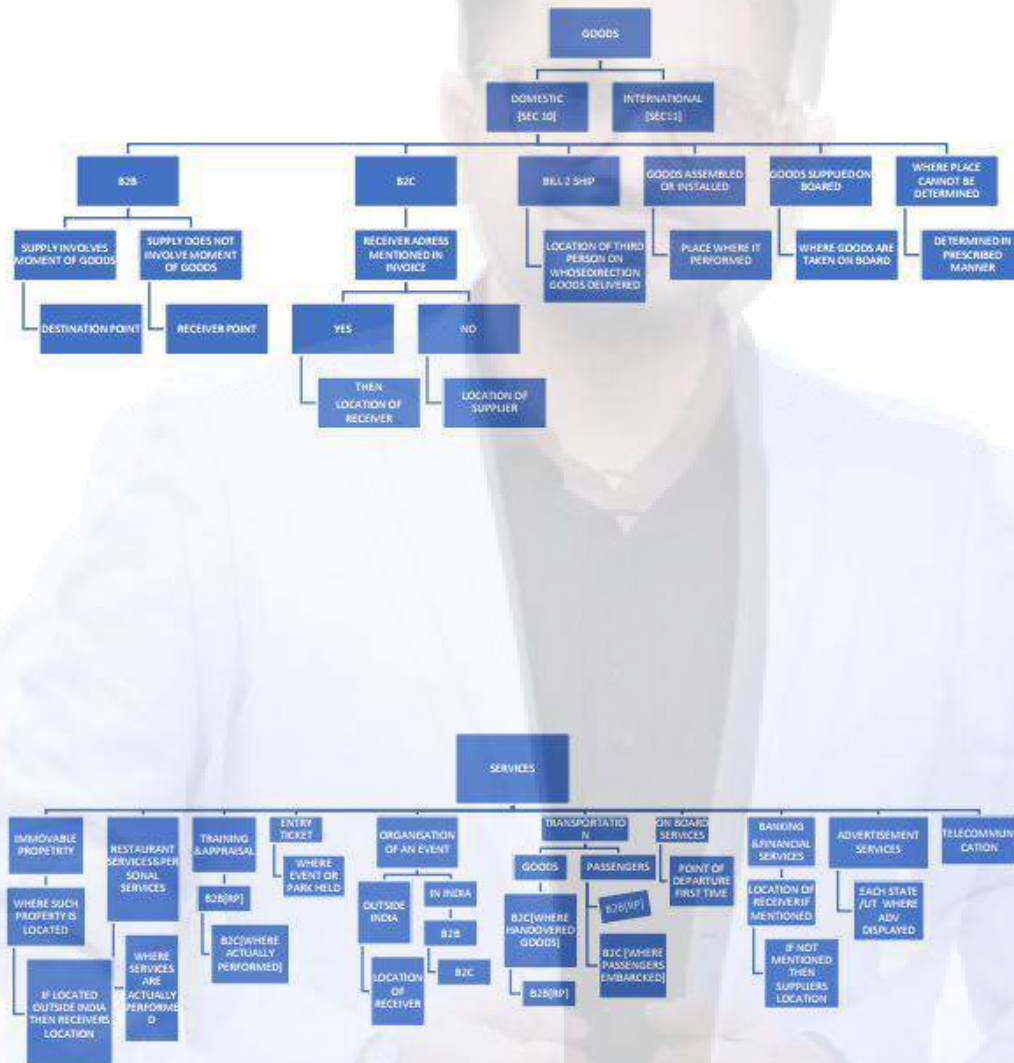 GOODS
DOMESTIC
[SEC 10]
INTERNATIONAL
[SEC11]
B2B
B2C
BILL 2 SHIP
GOODS ASSEMBLED
OR INSTALLED
GOODS SUPPLIED ON
BOARED
WHERE PLACE
CANNOT BE
DETERMINED
SUPPLY INVOLVES
MOMENT OF GOODS
SUPPLY DOES NOT
INVOLVE MOMENT
OF GOODS
RECEIVER ADRESS
MENTIONED IN
INVOICE
LOCATION OF THIRD
PERSON ON
WHOSEDIRECTION
GOODS DELIVERED
PLACE WHERE IT
PERFORMED
WHERE GOODS ARE
TAKEN ON BOARD
DETERMINED IN
PRESCRIBED
MANNER
DESTINATION POINT
RECEIVER POINT
YES
NO
THEN
LOCATION OF
RECEIVER
LOCATION OF
SUPPLIER
SERVICES
IMMOVABLE
PROPETRTY
WHERE SUCH
PROPERTY IS
LOCATED
IF LOCATED
OUTSIDE INDIA
THEN RECEIVERS
LOCATION
RESTAURANT
SERVICES&PER
SONAL
SERVICES
WHERE
SERVICES
ARE
ACTUALLY
PERFORME
D
TRAINING
&APPRAISAL
B2B[RP]
B2C[WHERE
ACTUALLY
PERFORMED]
ENTRY
TICKET
WHERE
EVENT OR
PARK HELD
ORGANISATION
OF AN EVENT
OUTSIDE
INDIA
LOCATION
OF
RECEIVER
IN INDIA
B2B
B2C
TRANSPORTATIO
N
GOODS
B2C[WHERE
HANDOVERED
GOODS]
B2B[RP]
PASSENGERS
B2B[RP]
B2C [WHERE
PASSENGERS
EMBARCKED]
ON BOARD
SERVICES
POINT OF
DEPARTURE
FIRST TIME
BANKING
&FINANCIAL
SERVICES
LOCATION OF
RECEIVER IF
MENTIONED
IF NOT
MENTIONED
THEN
SUPPLIERS
LOCATION
ADVERTISEMENT
SERVICES
EACH STATE
/UT WHERE
ADV
DISPLAYED
TELECOMMUNI
CATION